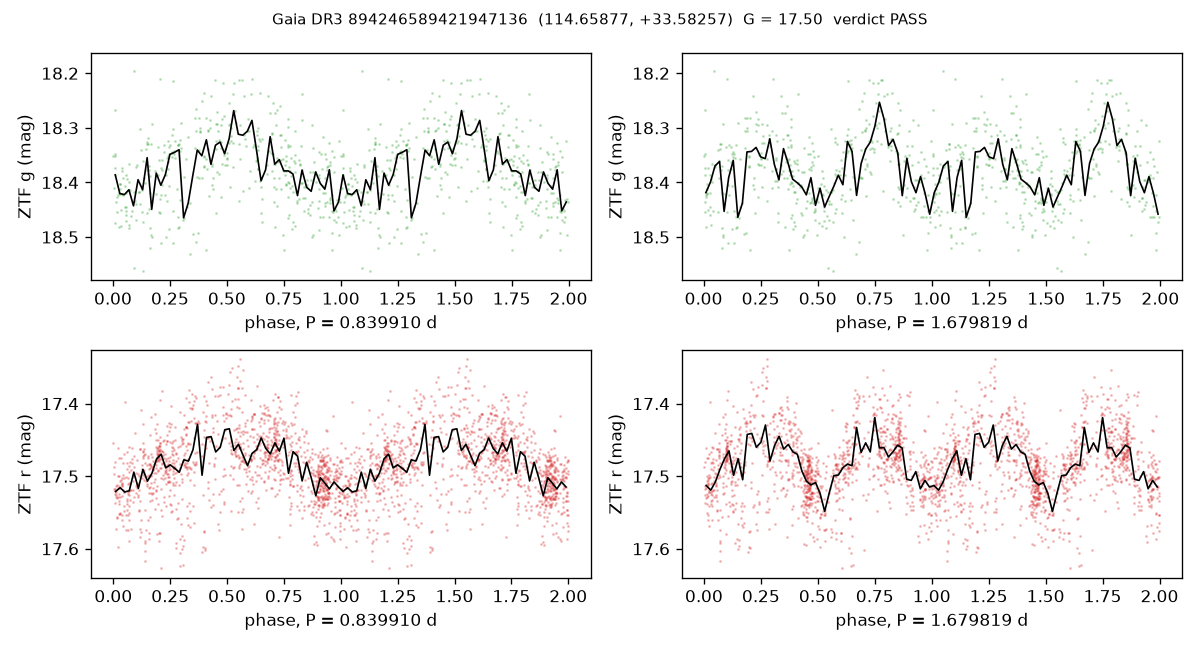 Gaia DR3 894246589421947136 (114.65877, +33.58257) G = 17.50 verdict PASS
ZTF g (mag)
18.2
18.3
18.4
18.5
0.00 0.25 0.50 0.75 1.00 1.25 1.50 1.75 2.00
phase, P = 0.839910 d
ZTF g (mag)
18.2
18.3
18.4
18.5
0.00 0.25 0.50 0.75 1.00 1.25 1.50 1.75 2.00
phase, P = 1.679819 d
ZTF r (mag)
17.4
17.5
17.6
0.00 0.25 0.50 0.75 1.00 1.25 1.50 1.75 2.00
phase, P = 0.839910 d
ZTF r (mag)
17.4
17.5
17.6
0.00 0.25 0.50 0.75 1.00 1.25 1.50 1.75 2.00
phase, P = 1.679819 d